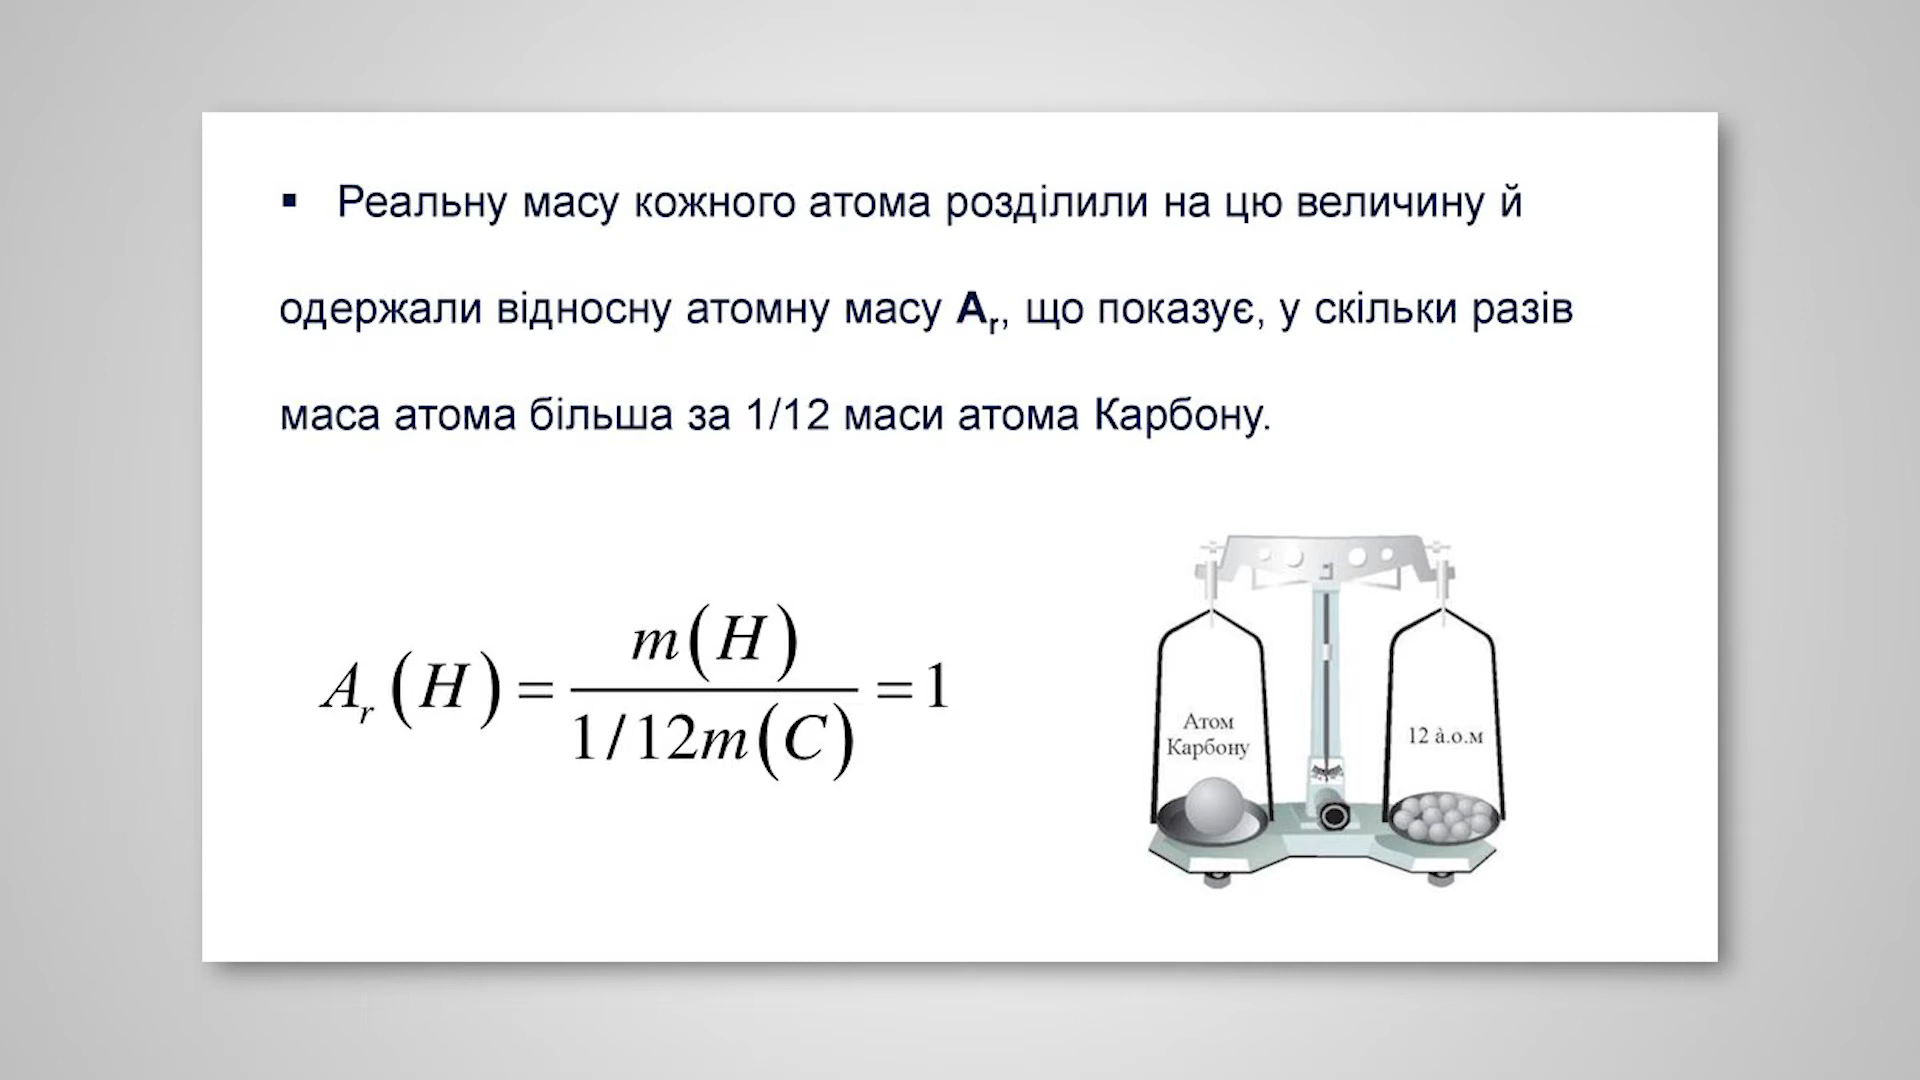 ▪ Реальну масу кожного атома розділили на цю величину й
одержали відносну атомну масу Aᵣ, що показує, у скільки разів
маса атома більша за 1/12 маси атома Карбону.
Aᵣ(H) = m(H) / 1/12m(C) = 1
Атом
Карбону
12 à.о.м